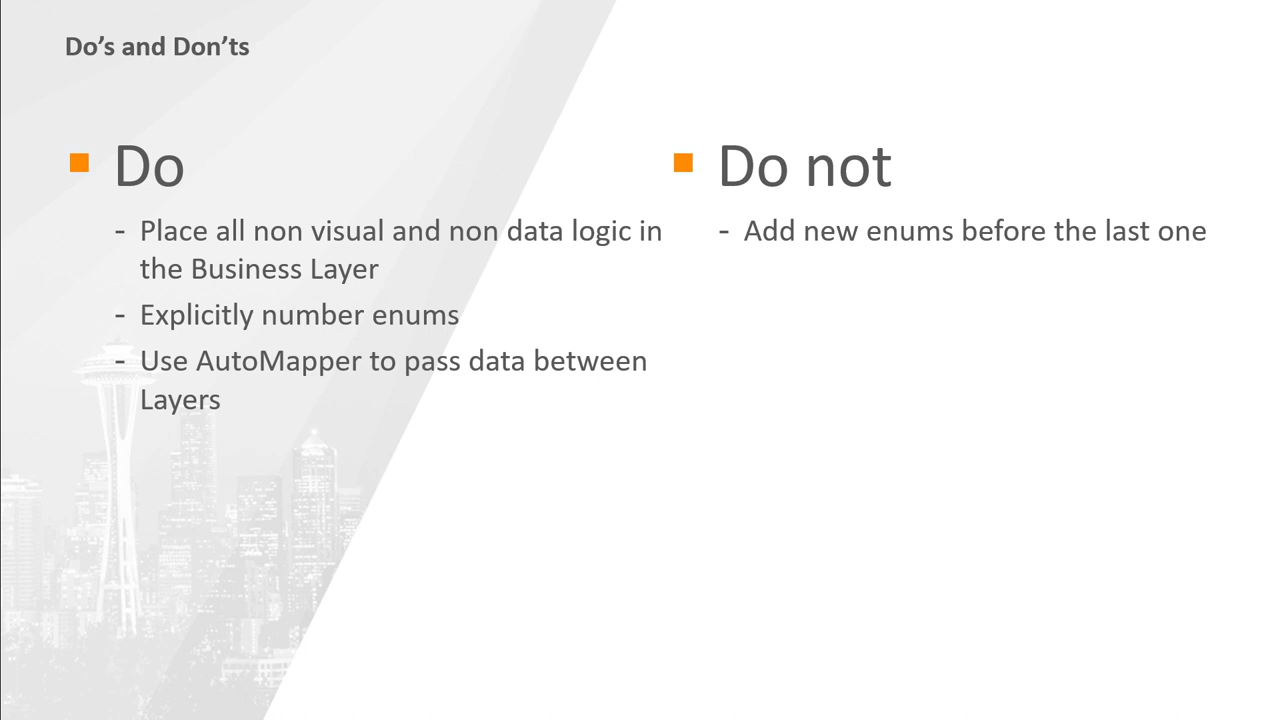 Do’s and Don’ts
Do
- Place all non visual and non data logic in
the Business Layer
- Explicitly number enums
- Use AutoMapper to pass data between
Layers
Do not
- Add new enums before the last one